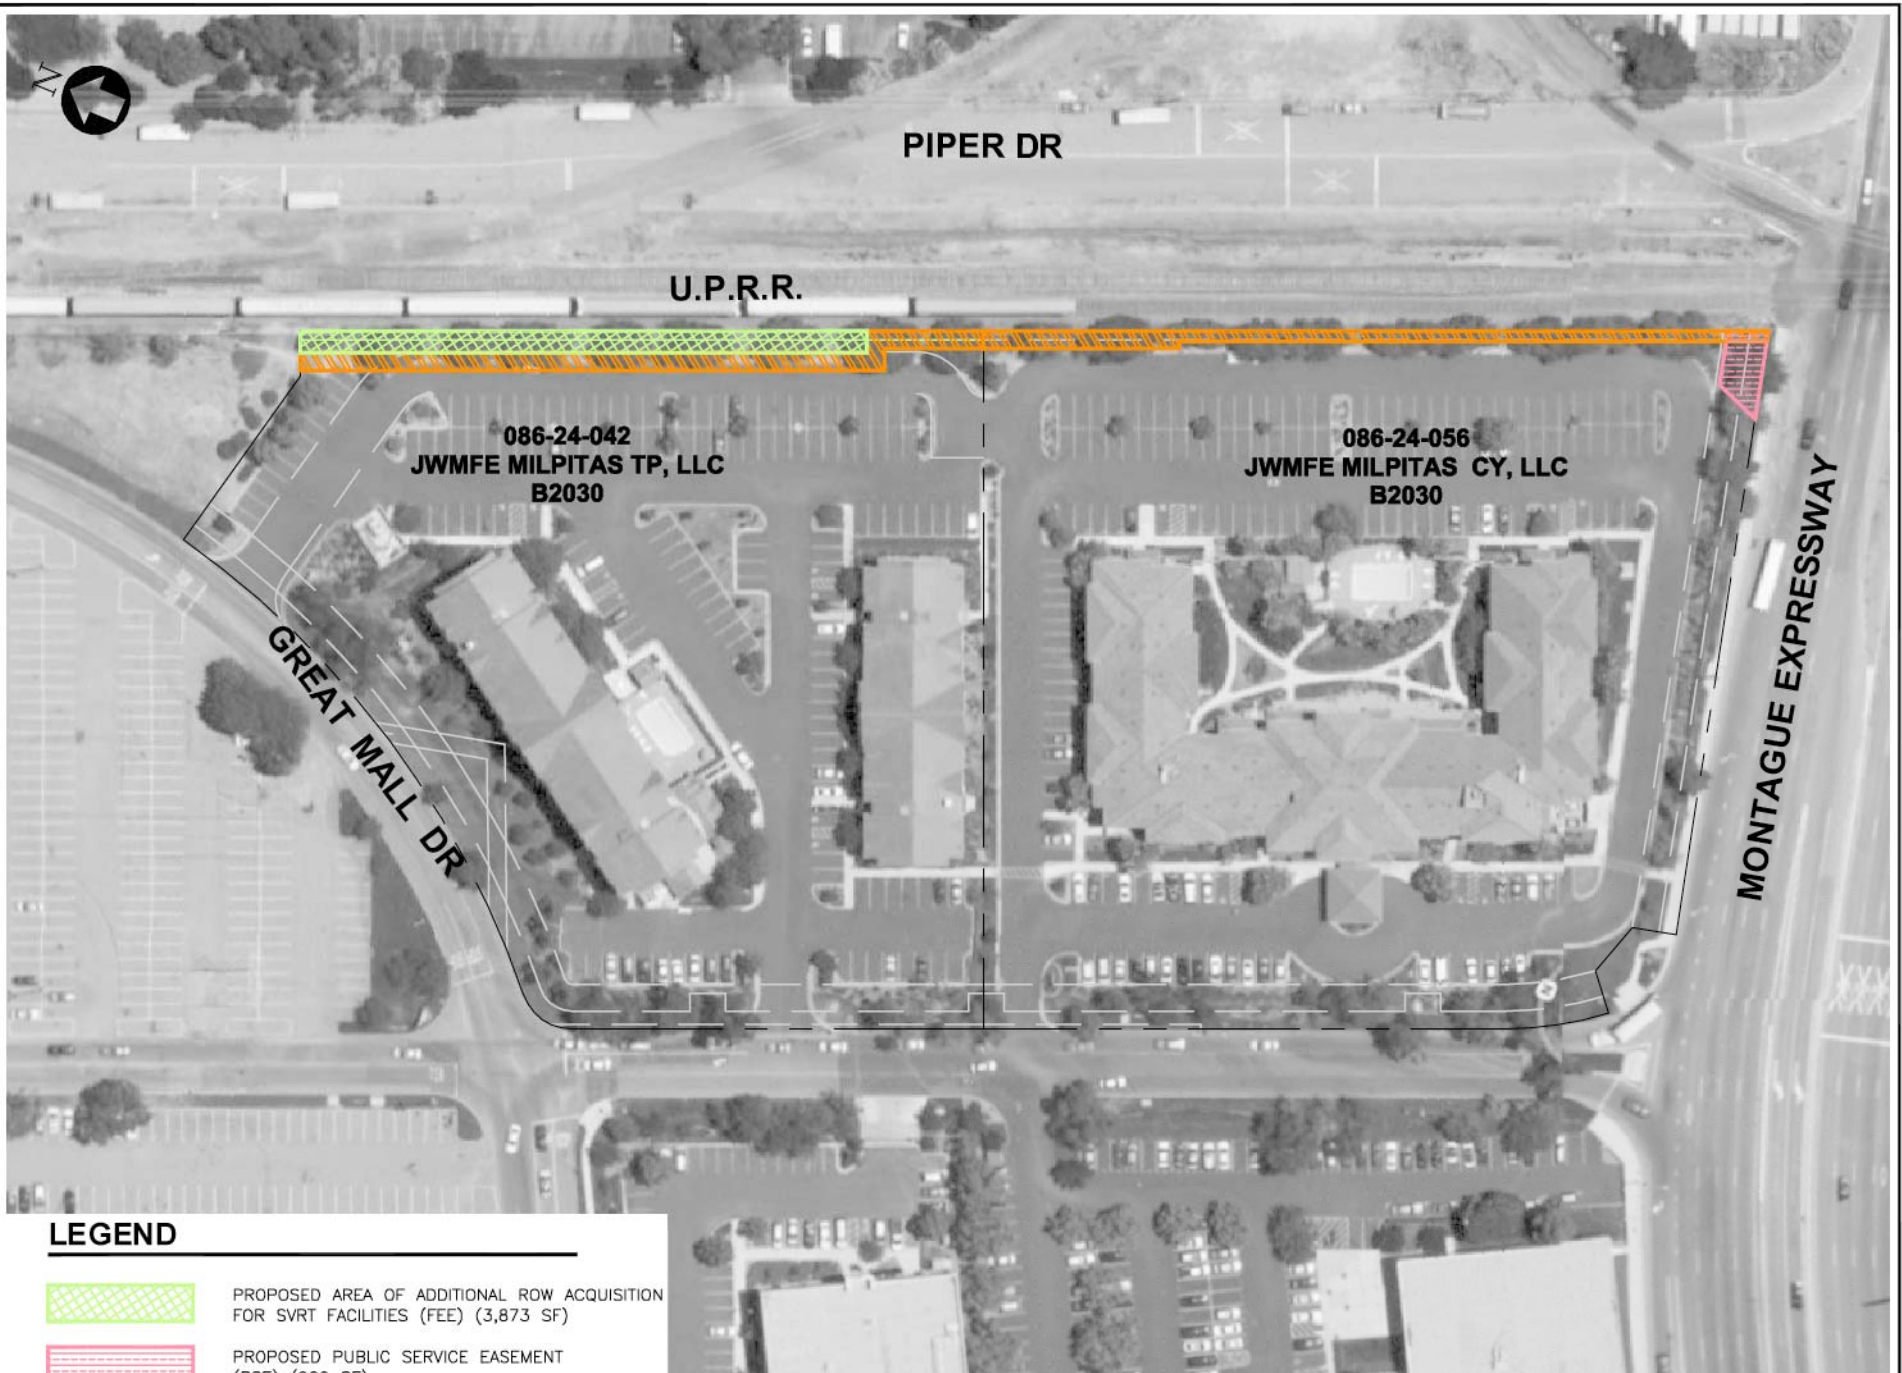 N
PIPER DR
U.P.R.R.
086-24-042
JWMFE MILPITAS TP, LLC
B2030
086-24-056
JWMFE MILPITAS CY, LLC
B2030
GREAT MALL DR
MONTAGUE EXPRESSWAY
LEGEND
PROPOSED AREA OF ADDITIONAL ROW ACQUISITION
FOR SVRT FACILITIES (FEE) (3,873 SF)
PROPOSED PUBLIC SERVICE EASEMENT